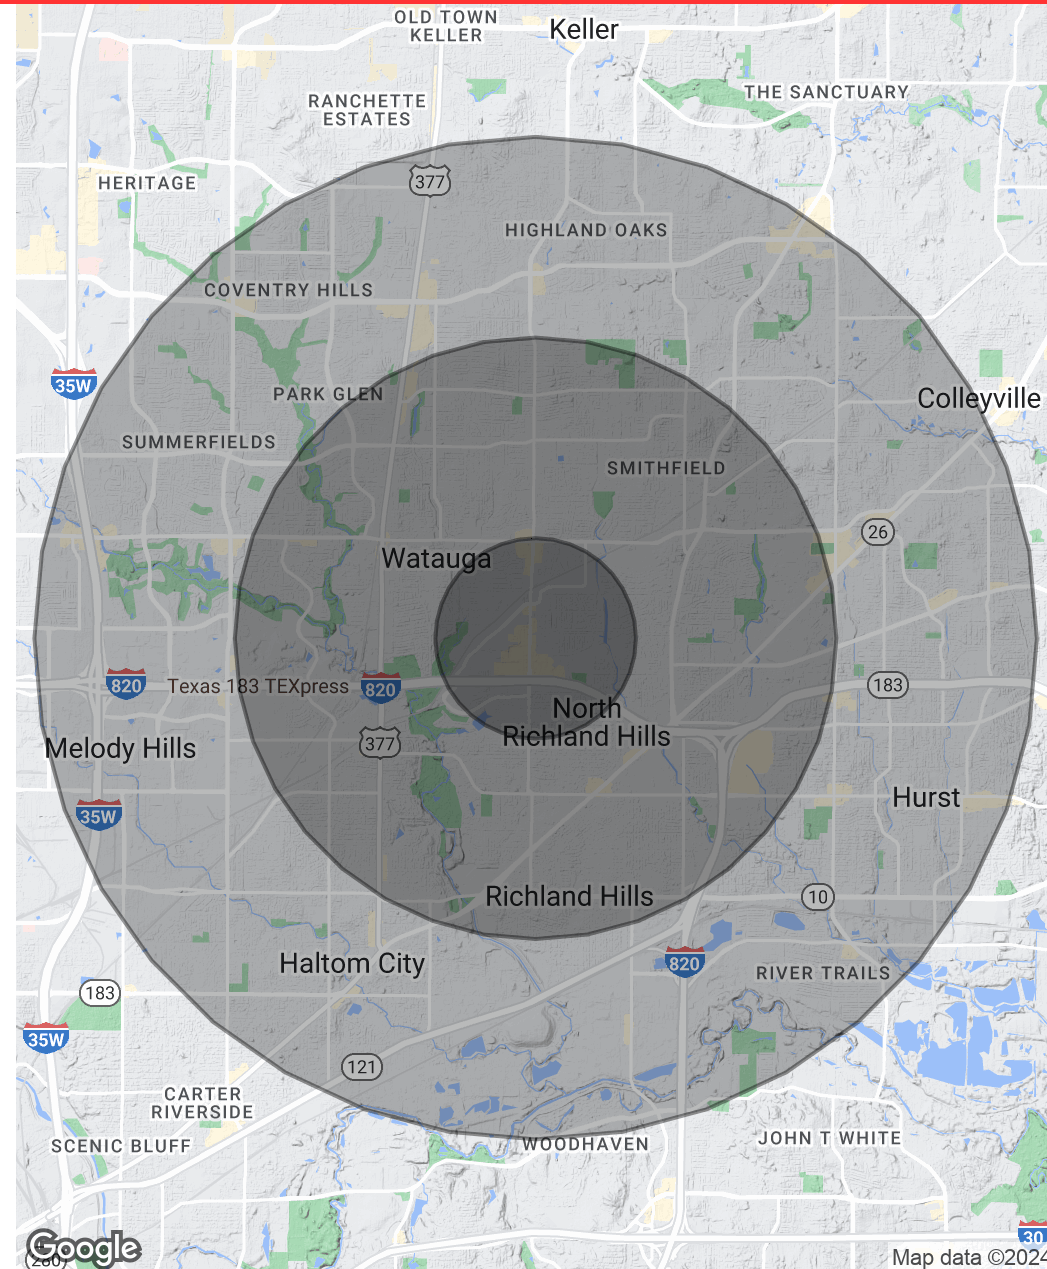 OLD TOWN
KELLER
Keller
THE SANCTUARY
RANCHETTE
ESTATES
HERITAGE
377
HIGHLAND OAKS
COVENTRY HILLS
35W
PARK GLEN
Colleyville
SUMMERFIELDS
SMITHFIELD
26
Watauga
820
Texas 183 TEXpress
820
183
North
Richland Hills
377
Melody Hills
Hurst
35W
Richland Hills
10
Haltom City
820
RIVER TRAILS
183
35W
121
CARTER
RIVERSIDE
SCENIC BLUFF
WOODHAVEN
JOHN T WHITE
30
Google
(280)
Map data ©2024